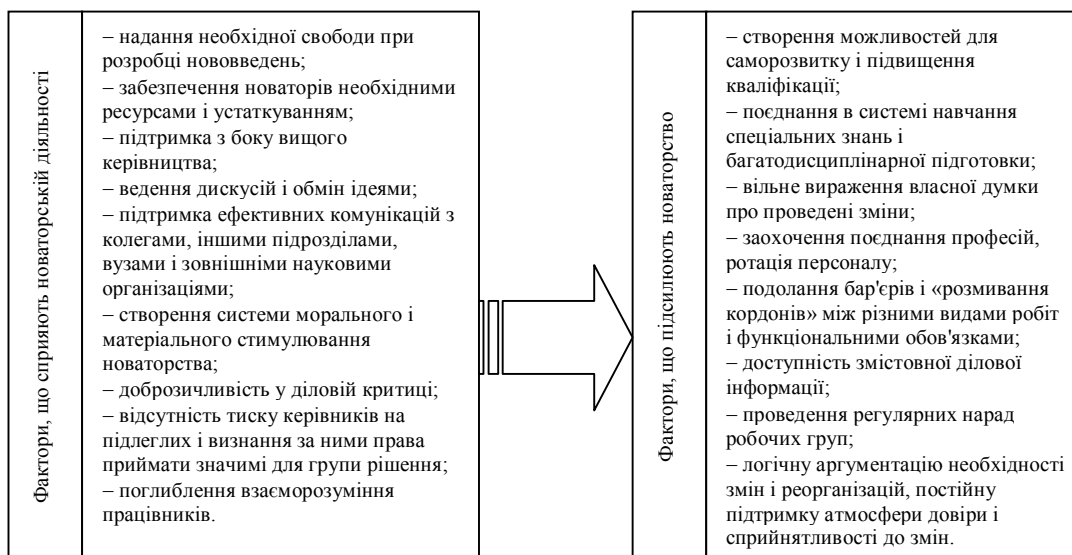 Фактори, що сприяють новаторській діяльності
– надання необхідної свободи при
розробці нововведень;
– забезпечення новаторів необхідними
ресурсами і устаткуванням;
– підтримка з боку вищого
керівництва;
– ведення дискусій і обмін ідеями;
– підтримка ефективних комунікацій з
колегами, іншими підрозділами,
вузами і зовнішніми науковими
організаціями;
– створення системи морального і
матеріального стимулювання
новаторства;
– доброзичливість у діловій критиці;
– відсутність тиску керівників на
підлеглих і визнання за ними права
приймати значимі для групи рішення;
– поглиблення взаєморозуміння
працівників.
Фактори, що підсилюють новаторство
– створення можливостей для
саморозвитку і підвищення
кваліфікації;
– поєднання в системі навчання
спеціальних знань і
багатодисциплінарної підготовки;
– вільне вираження власної думки
про проведені зміни;
– заохочення поєднання професій,
ротація персоналу;
– подолання бар'єрів і «розмивання
кордонів» між різними видами робіт
і функціональними обов'язками;
– доступність змістовної ділової
інформації;
– проведення регулярних нарад
робочих груп;
– логічну аргументацію необхідності
змін і реорганізацій, постійну
підтримку атмосфери довіри і
сприйнятливості до змін.